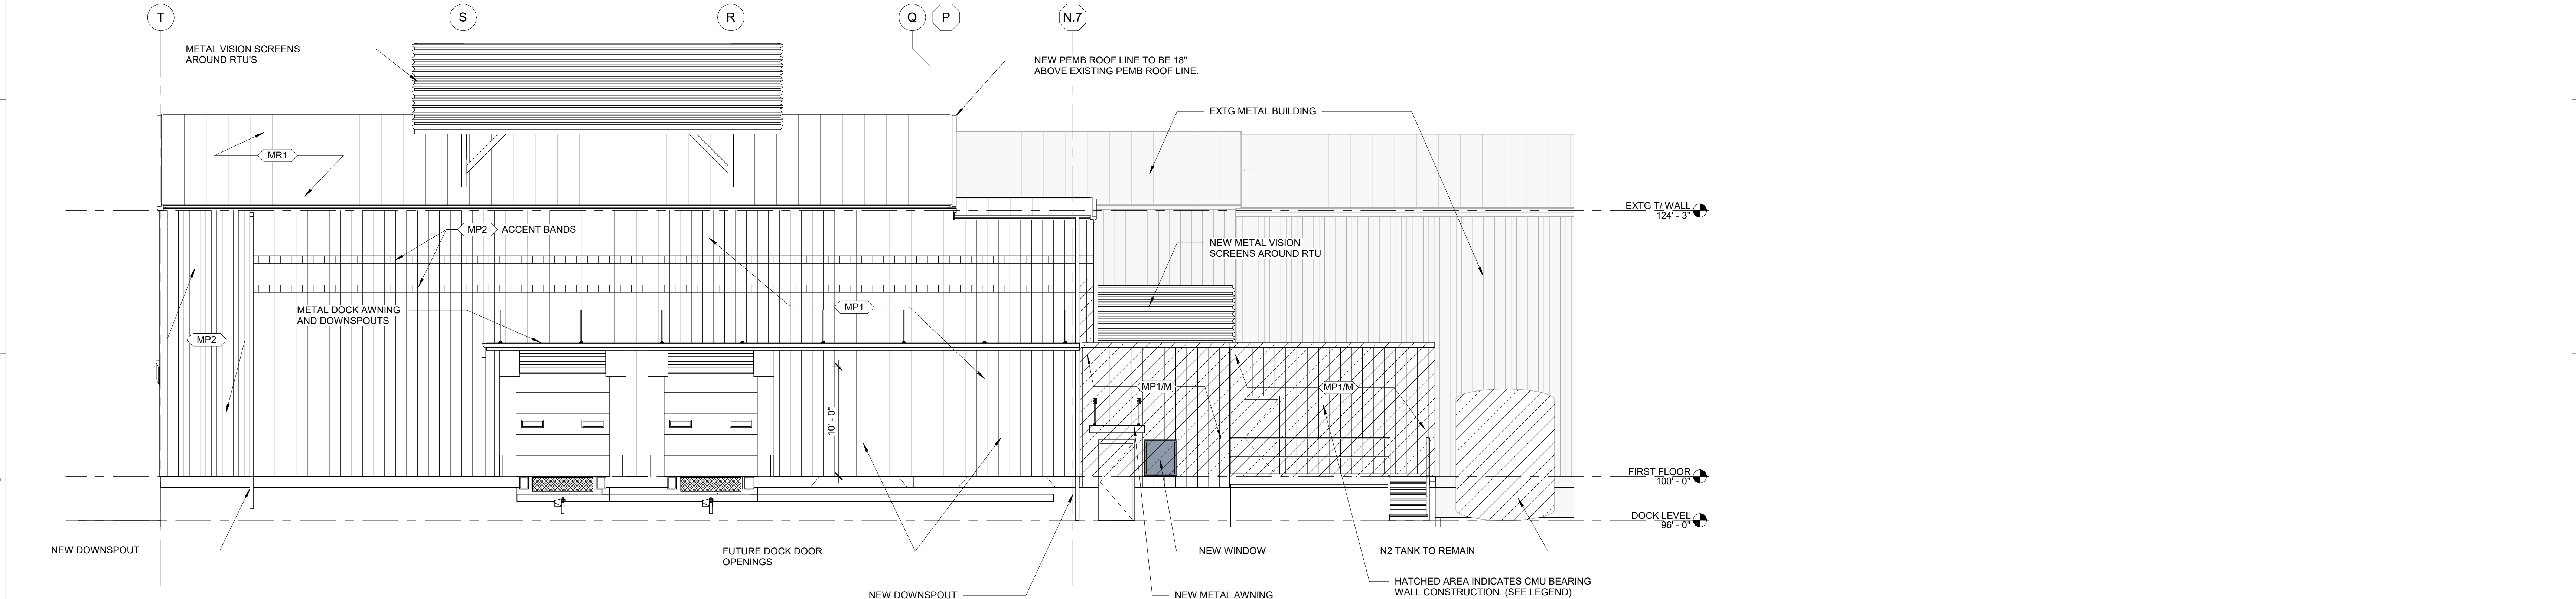 T
S
R
Q
P
N.7
METAL VISION SCREENS
AROUND RTU'S
NEW PEMB ROOF LINE TO BE 18"
ABOVE EXISTING PEMB ROOF LINE.
EXTG METAL BUILDING
MR1
EXTG T/ WALL
124' - 3"
MP2
ACCENT BANDS
NEW METAL VISION
SCREENS AROUND RTU
METAL DOCK AWNING
AND DOWNSPOUTS
MP1
MP2
MP1/M
MP1/M
10' - 0"
FIRST FLOOR
100' - 0"
DOCK LEVEL
96' - 0"
NEW DOWNSPOUT
FUTURE DOCK DOOR
OPENINGS
NEW WINDOW
N2 TANK TO REMAIN
HATCHED AREA INDICATES CMU BEARING
WALL CONSTRUCTION. (SEE LEGEND)
NEW DOWNSPOUT
NEW METAL AWNING